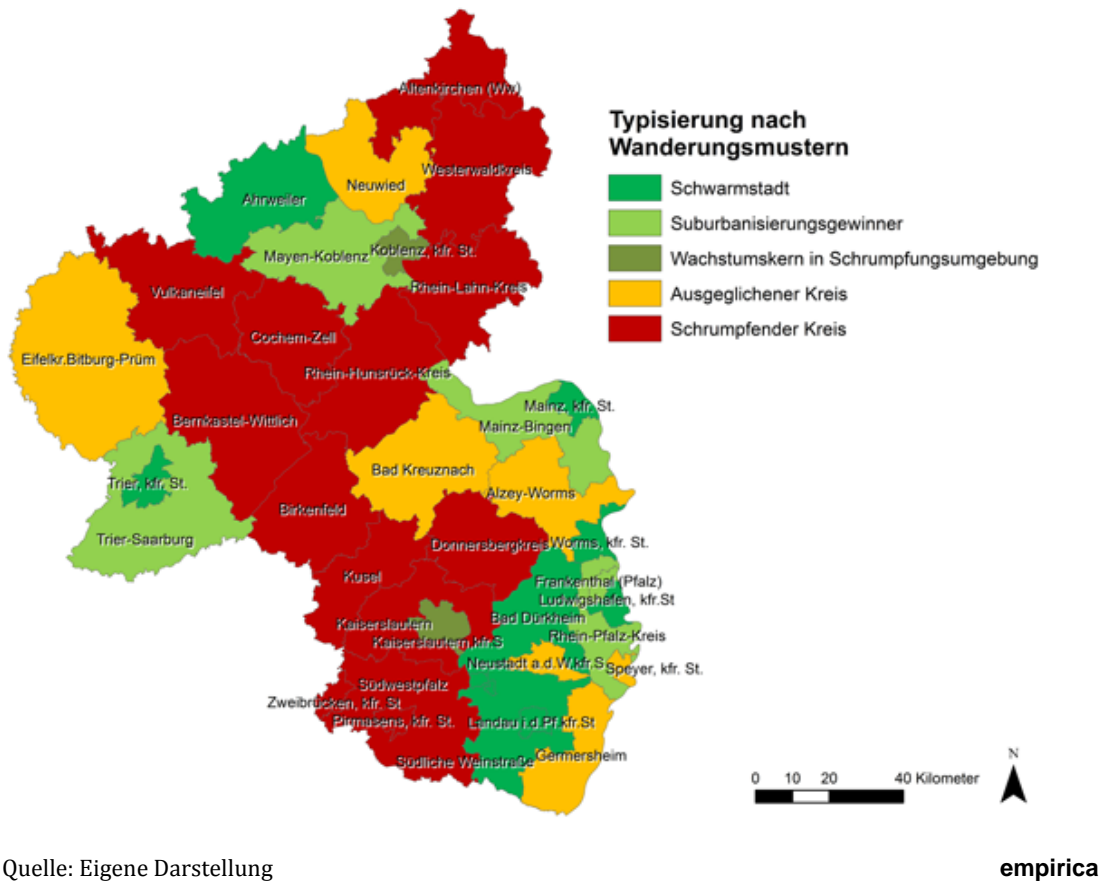 Altenkirchen (Ww)
Westerwaldkreis
Neuwied
Ahrweiler
Mayen-Koblenz
Koblenz, kfr. St.
Rhein-Lahn-Kreis
Vulkaneifel
Cochem-Zell
Eifelkr.Bitburg-Prüm
Rhein-Hunsrück-Kreis
Bernkastel-Wittlich
Mainz, kfr. St.
Mainz-Bingen
Bad Kreuznach
Trier, kfr. St.
Alzey-Worms
Birkenfeld
Trier-Saarburg
Donnersbergkreis
Worms, kfr. St.
Kusel
Frankenthal (Pfalz)
Ludwigshafen, kfr.St
Bad Dürkheim
Kaiserslautern
Rhein-Pfalz-Kreis
Kaiserslautern,kfr.S
Neustadt a.d.W,kfr.S
Speyer, kfr. St.
Südwestpfalz
Zweibrücken, kfr. St
Pirmasens, kfr. St.
Landau i.d.Pf.kfr.St
Germersheim
Südliche Weinstraße
Typisierung nach
Wanderungsmustern
Schwarmstadt
Suburbanisierungsgewinner
Wachstumskern in Schrumpfungsumgebung
Ausgeglichener Kreis
Schrumpfender Kreis
0 10 20 40 Kilometer
N
Quelle: Eigene Darstellung
empirica